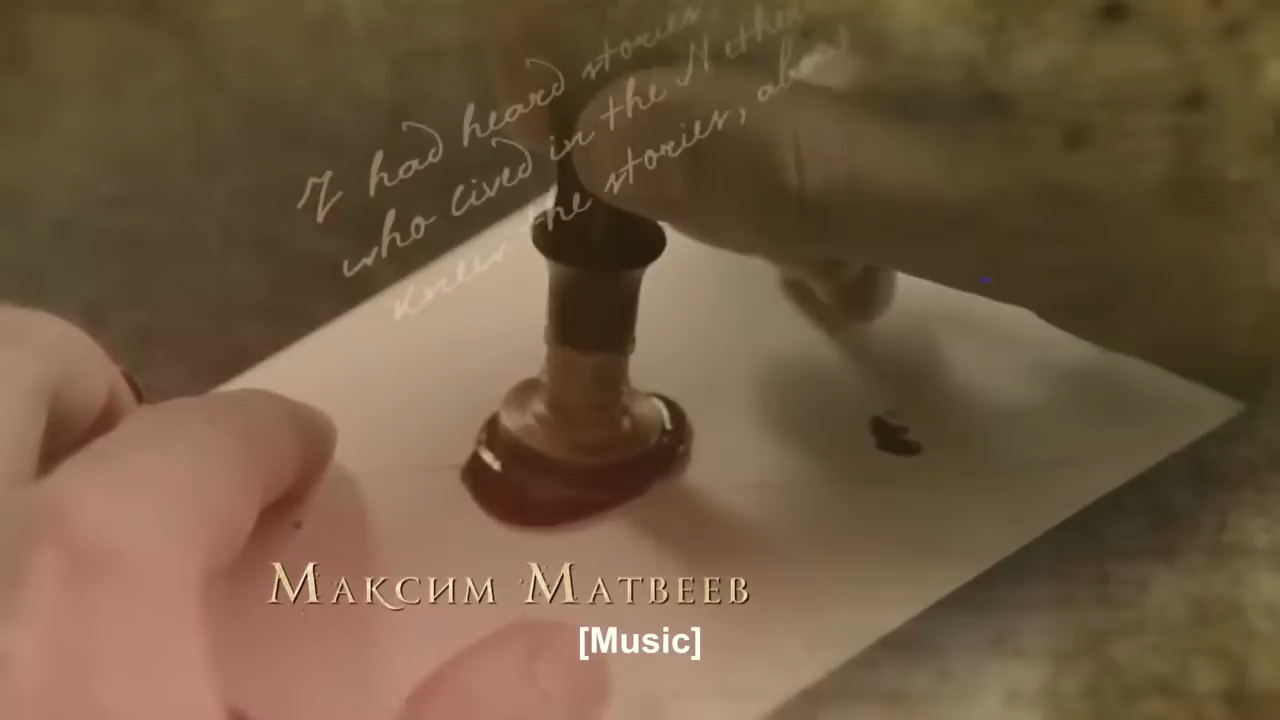 I had heard stories,
who lived in the Nether
knew the stories, about
Максим Матвеев
[Music]